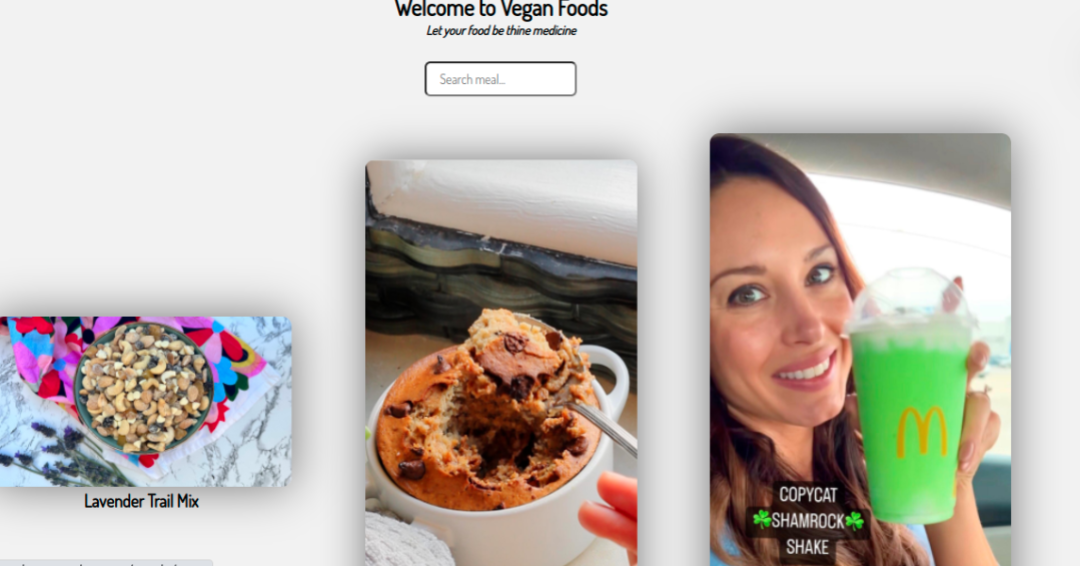 Welcome to Vegan Foods
Let your food be thine medicine
Search meal...
COPYCAT
☘SHAMROCK☘
SHAKE
Lavender Trail Mix